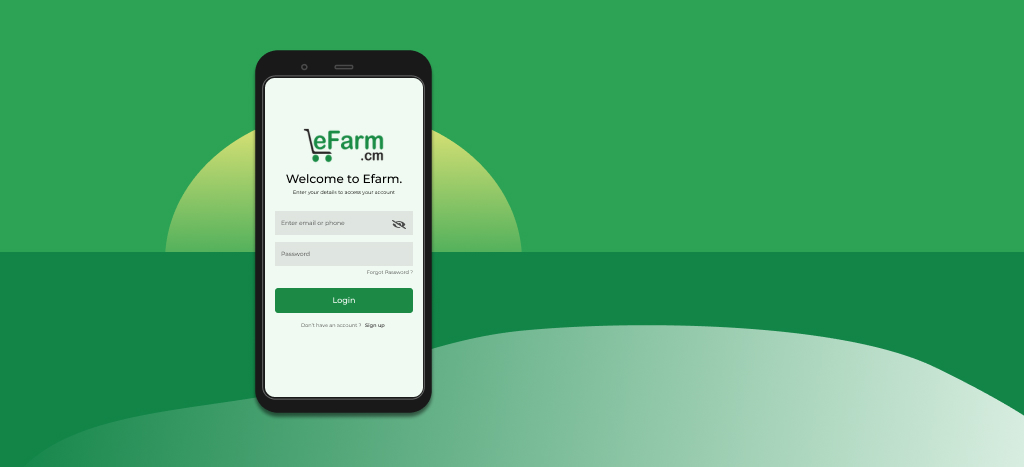 eFarm
.cm
Welcome to Efarm.
Enter your details to access your account
Enter email or phone
Password
Forgot Password ?
Login
Don't have an account ? Sign up